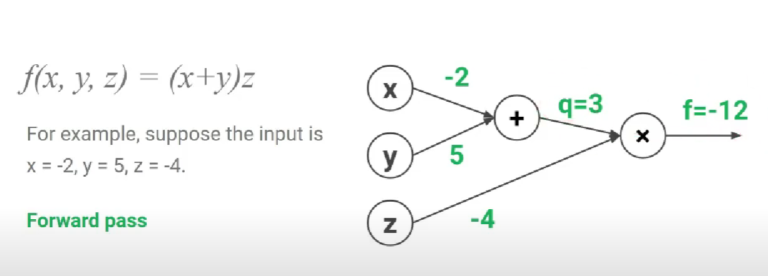 f(x, y, z) = (x+y)z
For example, suppose the input is
x = -2, y = 5, z = -4.
Forward pass
x
-2
y
5
z
-4
+
q=3
×
f=-12